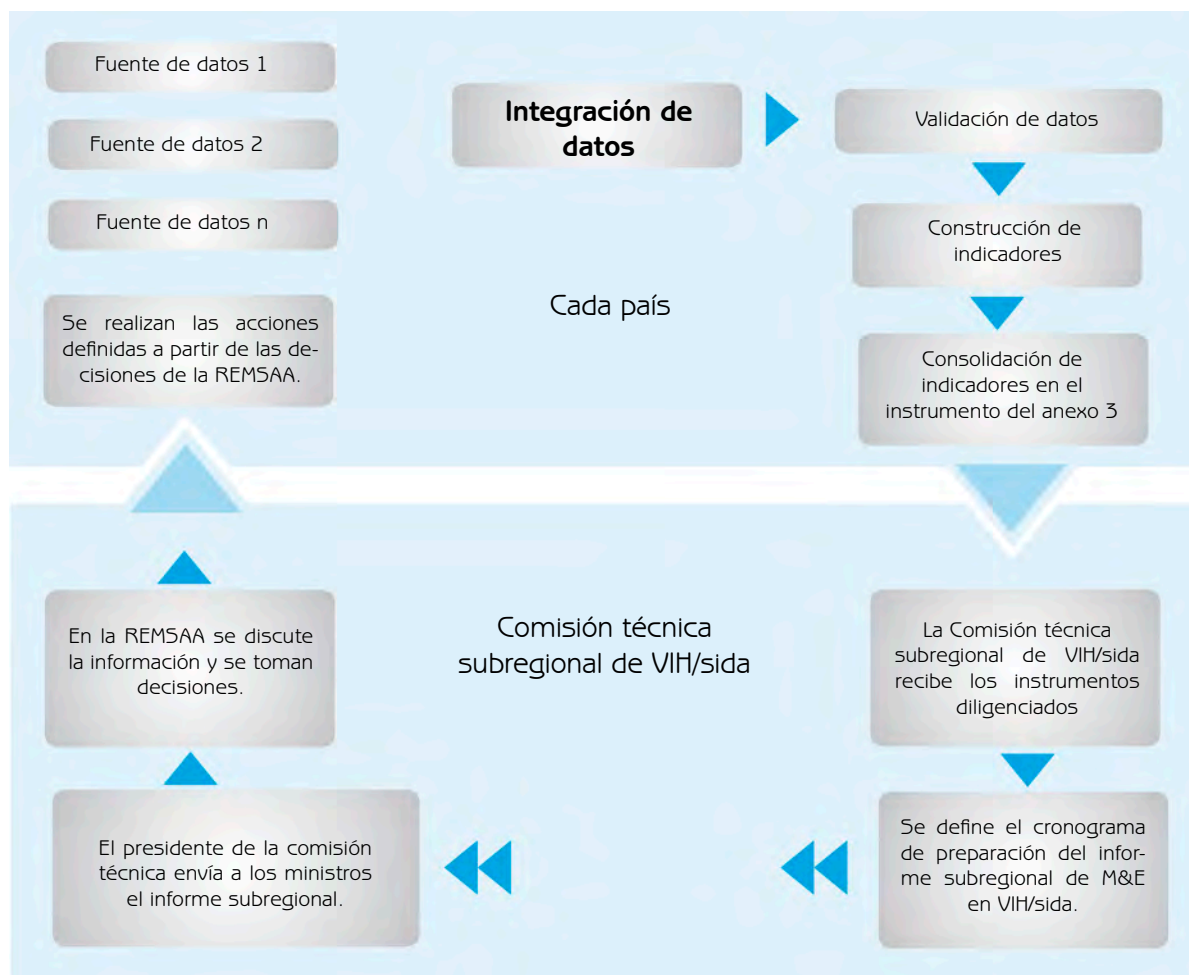 Fuente de datos 1
Fuente de datos 2
Fuente de datos n
Se realizan las acciones
definidas a partir de las de-
cisiones de la REMSAA.
Integración de
datos
Validación de datos
Construcción de
indicadores
Consolidación de
indicadores en el
instrumento del anexo 3
Cada país
Comisión técnica
subregional de VIH/sida
La Comisión técnica
subregional de VIH/sida
recibe los instrumentos
diligenciados
Se define el cronograma
de preparación del infor-
me subregional de M&E
en VIH/sida.
El presidente de la comisión
técnica envía a los ministros
el informe subregional.
En la REMSAA se discute
la información y se toman
decisiones.